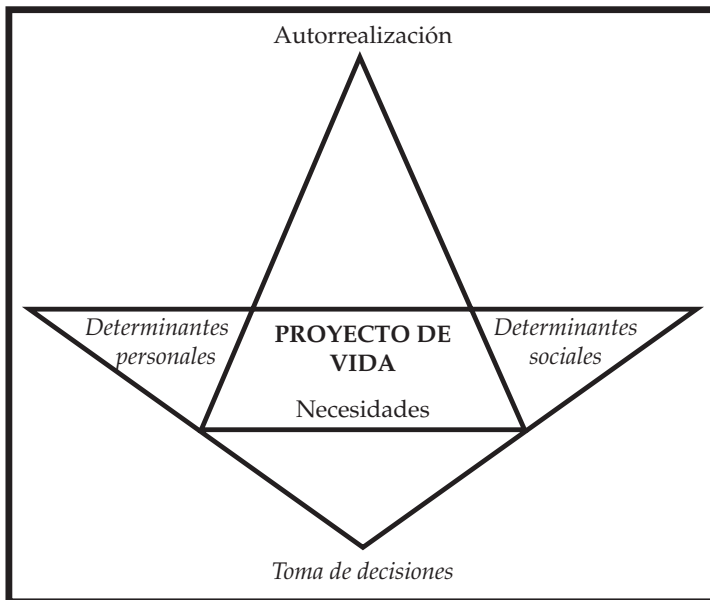 Autorrealización
Determinantes
personales
PROYECTO DE
VIDA
Necesidades
Determinantes
sociales
Toma de decisiones